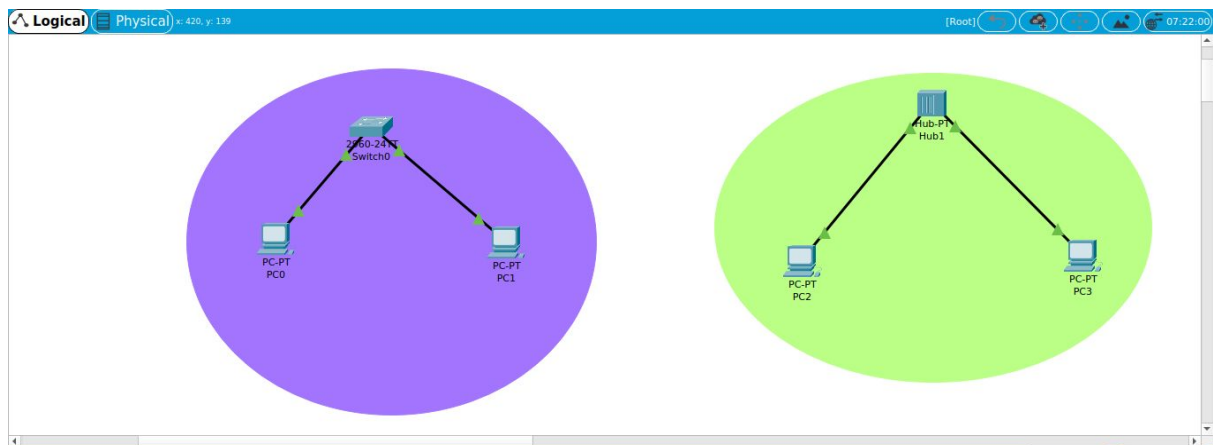 Logical Physical x: 420, y: 139 [Root] 07:22:00
2960-24TT
Switch0
PC-PT
PC0
PC-PT
PC1
Hub-PT
Hub1
PC-PT
PC2
PC-PT
PC3